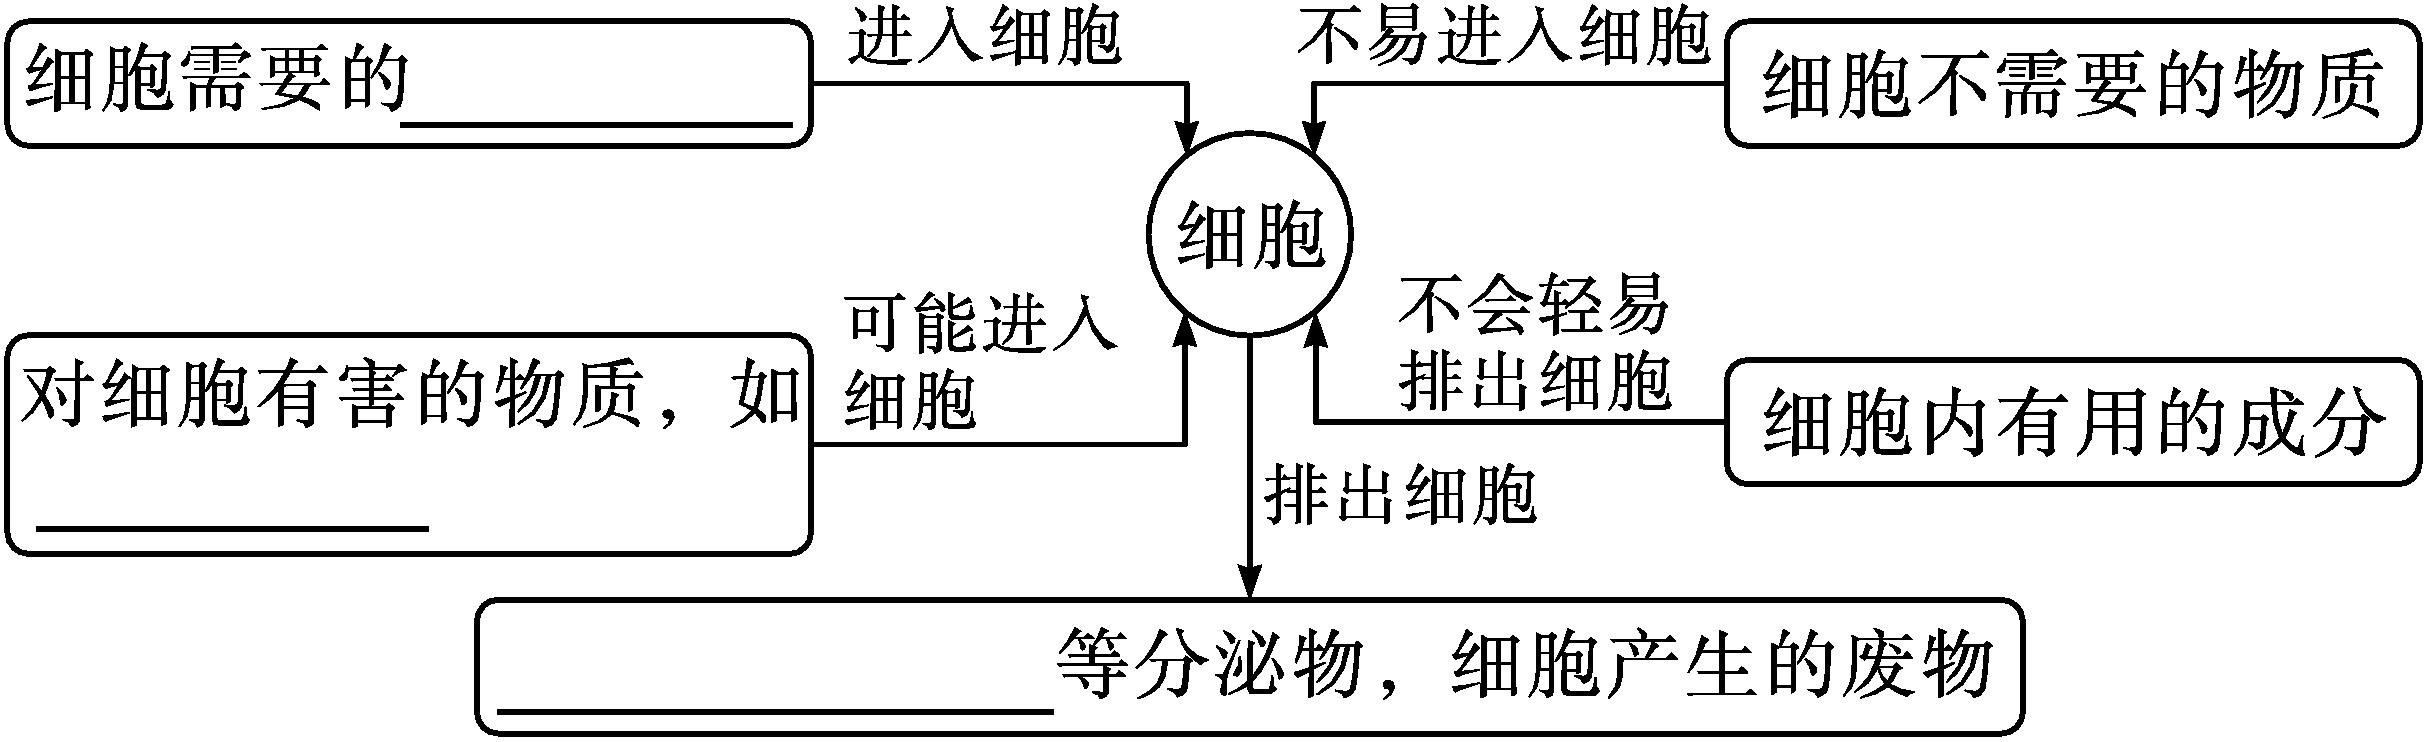 细胞需要的
进入细胞
不易进入细胞
细胞不需要的物质
细胞
对细胞有害的物质，如
可能进入
细胞
不会轻易
排出细胞
细胞内有用的成分
排出细胞
等分泌物，细胞产生的废物